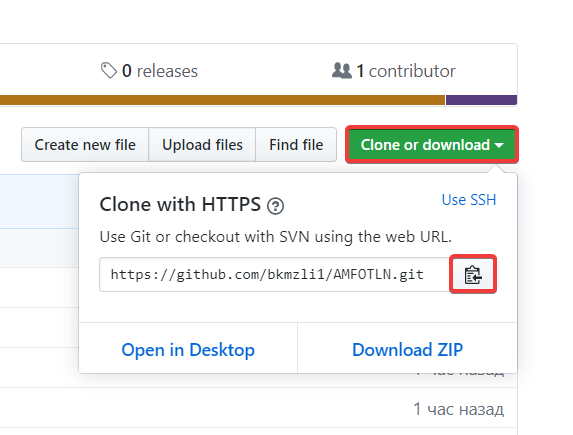 0 releases
1 contributor
Create new file
Upload files
Find file
Clone or download
Clone with HTTPS
Use SSH
Use Git or checkout with SVN using the web URL.
https://github.com/bkmzli1/AMFOTLN.git
Open in Desktop
Download ZIP
1 час назад
1 час назад